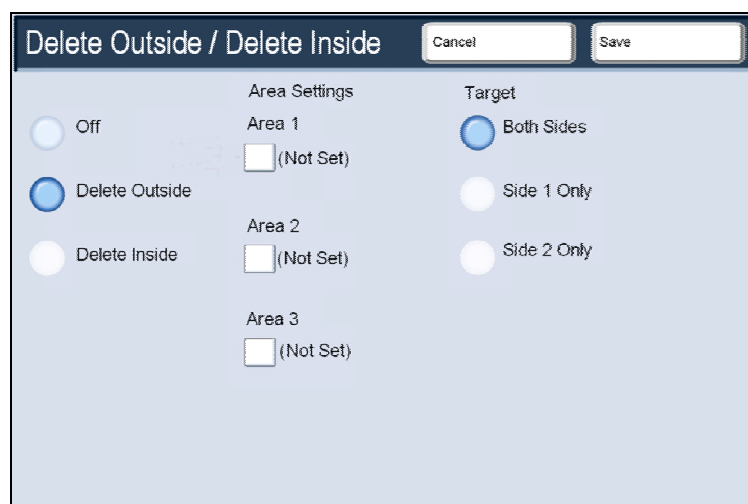 Delete Outside / Delete Inside
Cancel
Save
Off
Delete Outside
Delete Inside
Area Settings
Area 1
(Not Set)
Area 2
(Not Set)
Area 3
(Not Set)
Target
Both Sides
Side 1 Only
Side 2 Only